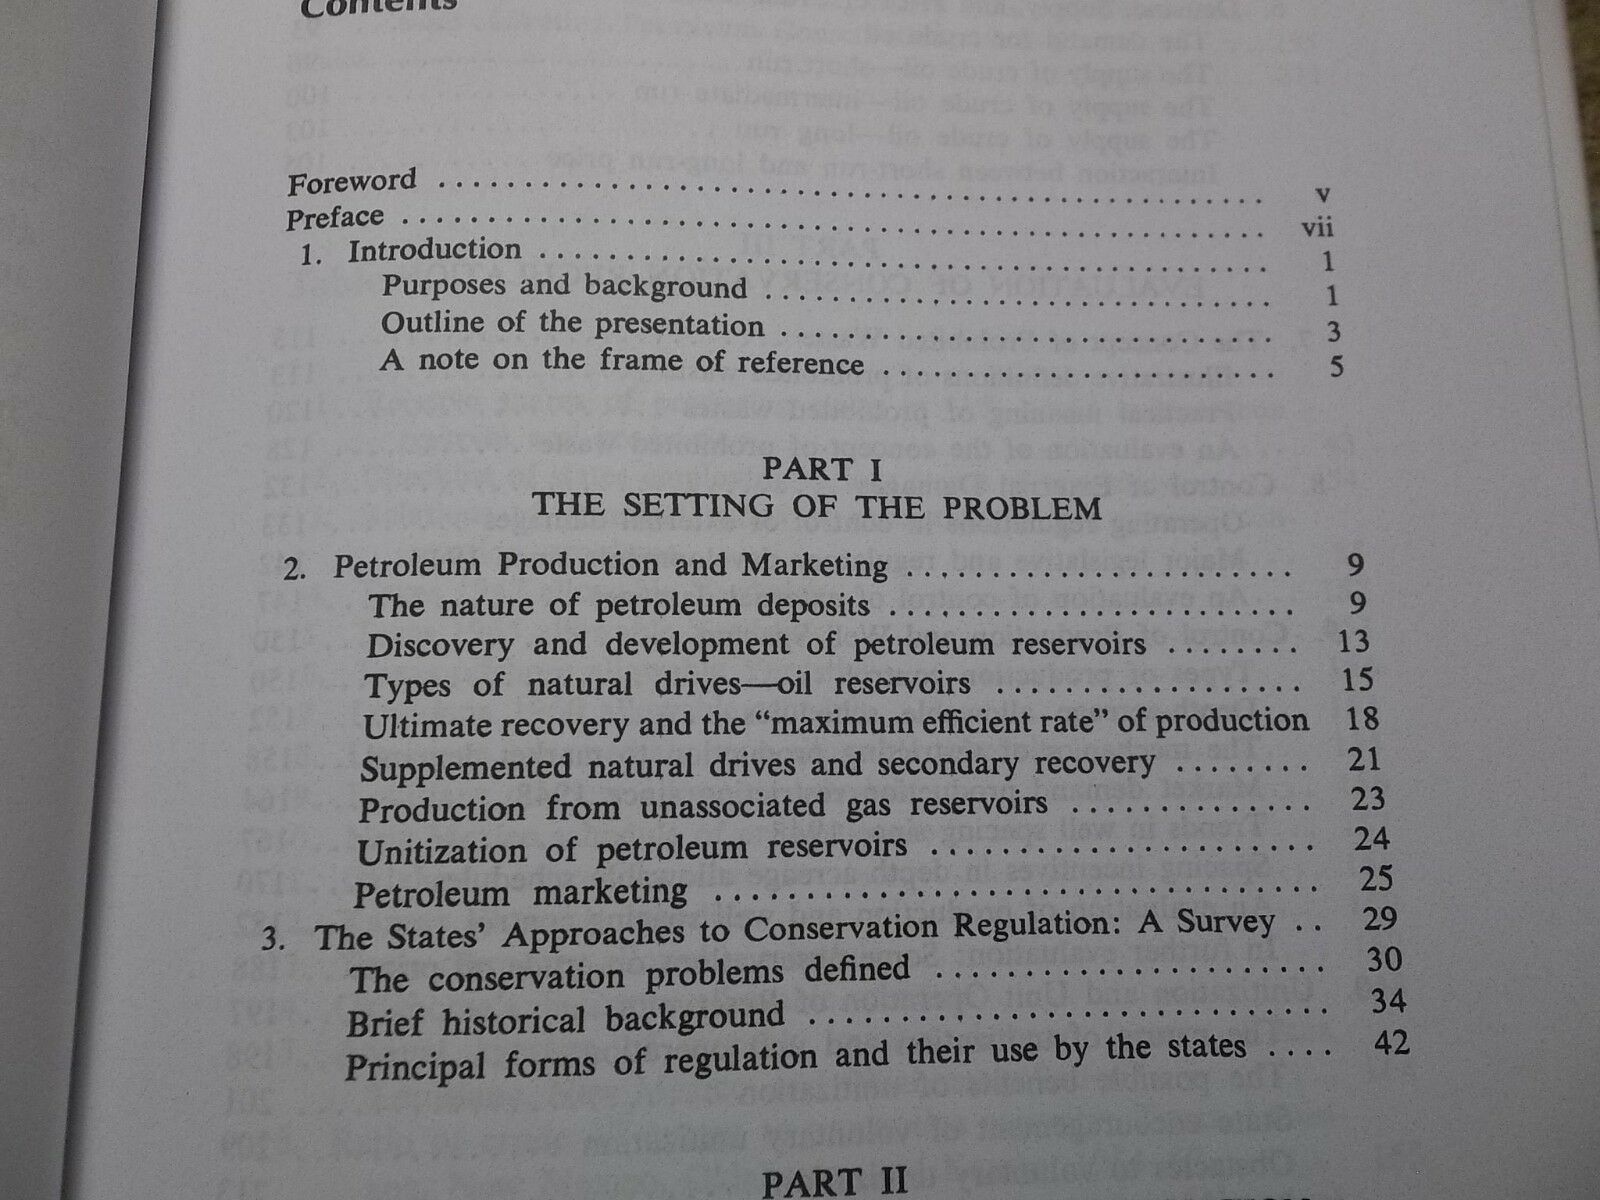 Contents
Foreword ........ v
Preface ........ vii
1. Introduction ........ 1
Purposes and background ........ 1
Outline of the presentation ........ 3
A note on the frame of reference ........ 5
PART I
THE SETTING OF THE PROBLEM
2. Petroleum Production and Marketing ........ 9
The nature of petroleum deposits ........ 9
Discovery and development of petroleum reservoirs ........ 13
Types of natural drives—oil reservoirs ........ 15
Ultimate recovery and the “maximum efficient rate” of production 18
Supplemented natural drives and secondary recovery ........ 21
Production from unassociated gas reservoirs ........ 23
Unitization of petroleum reservoirs ........ 24
Petroleum marketing ........ 25
3. The States’ Approaches to Conservation Regulation: A Survey .. 29
The conservation problems defined ........ 30
Brief historical background ........ 34
Principal forms of regulation and their use by the states .... 42
PART II